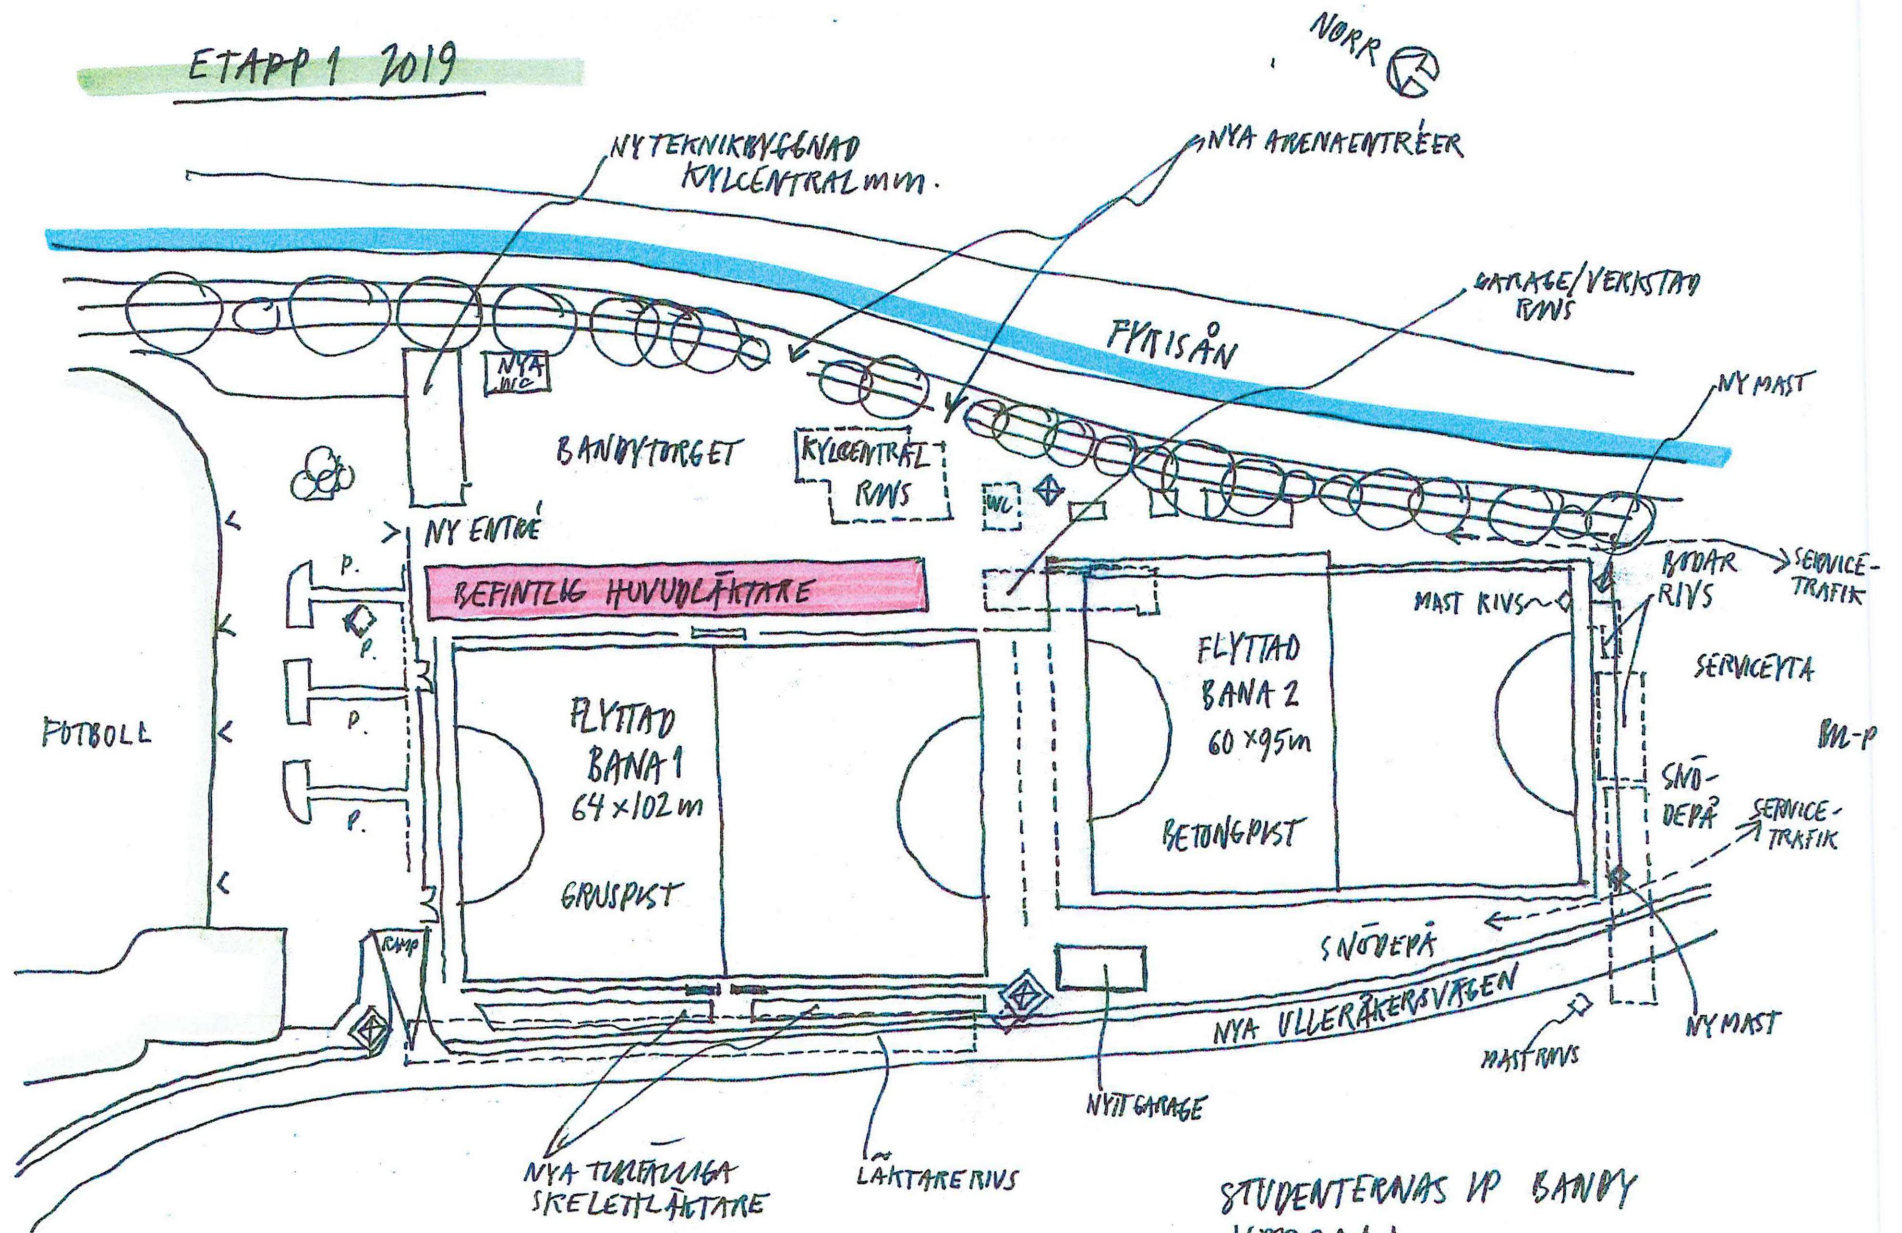 ETAPP 1 2019
NORR
NY TEKNIKBYGGNAD
KYLCENTRAL mm.
NYA ARENAENTRÉER
GARAGE/VERKSTAD
RIVS
FYRISÅN
NY MAST
NYA
WC
BANDYTORGET
KYLCENTRAL
RIVS
WC
NY ENTRÉ
BEFINTLIG HUVUDLÄKTARE
P.
P.
P.
P.
MAST RIVS
BODAR
RIVS
SERVICE-
TRAFIK
SERVICEYTA
FOTBOLL
FLYTTAD
BANA 1
64 x 102 m
GRUSPIST
FLYTTAD
BANA 2
60 x 95 m
BETONGPIST
SNÖ-
DEPÅ
SERVICE-
TRAFIK
RAMP
SNÖDEPÅ
NYA ULLERÅKERSVÄGEN
MAST RIVS
NY MAST
NYTT GARAGE
NYA TILLFÄLLIGA
SKELETTLÄKTARE
LÄKTARE RIVS
STUDENTERNAS IP BANDY